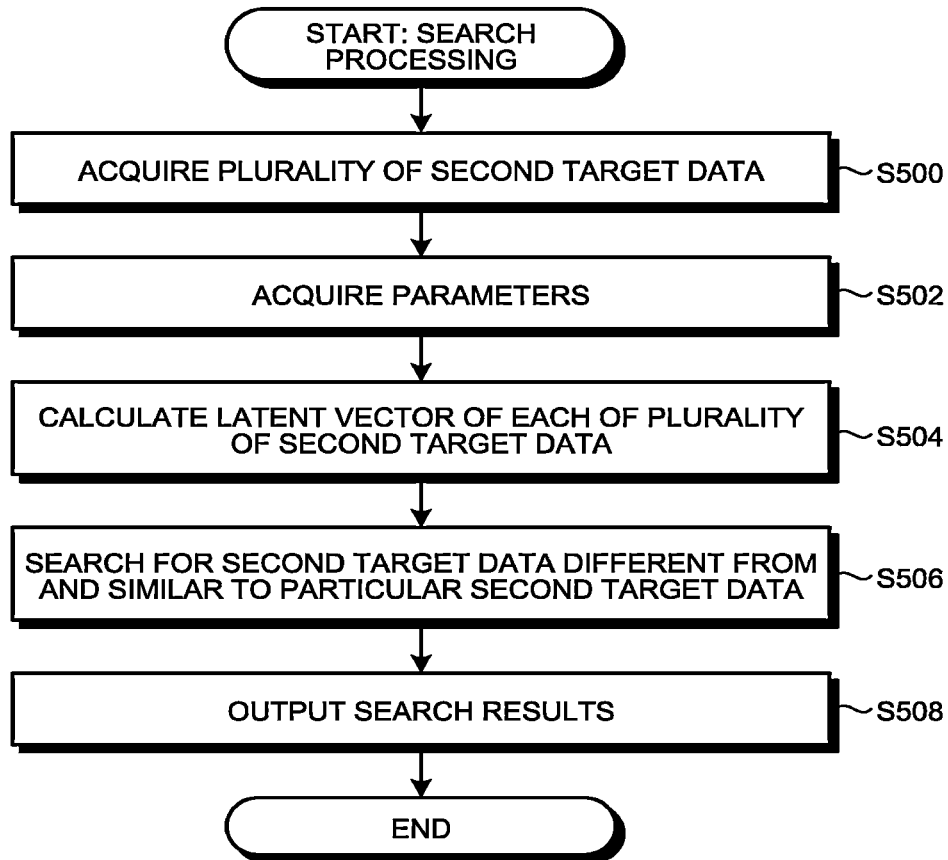 START: SEARCH
PROCESSING
ACQUIRE PLURALITY OF SECOND TARGET DATA
S500
ACQUIRE PARAMETERS
S502
CALCULATE LATENT VECTOR OF EACH OF PLURALITY
OF SECOND TARGET DATA
S504
SEARCH FOR SECOND TARGET DATA DIFFERENT FROM
AND SIMILAR TO PARTICULAR SECOND TARGET DATA
S506
OUTPUT SEARCH RESULTS
S508
END